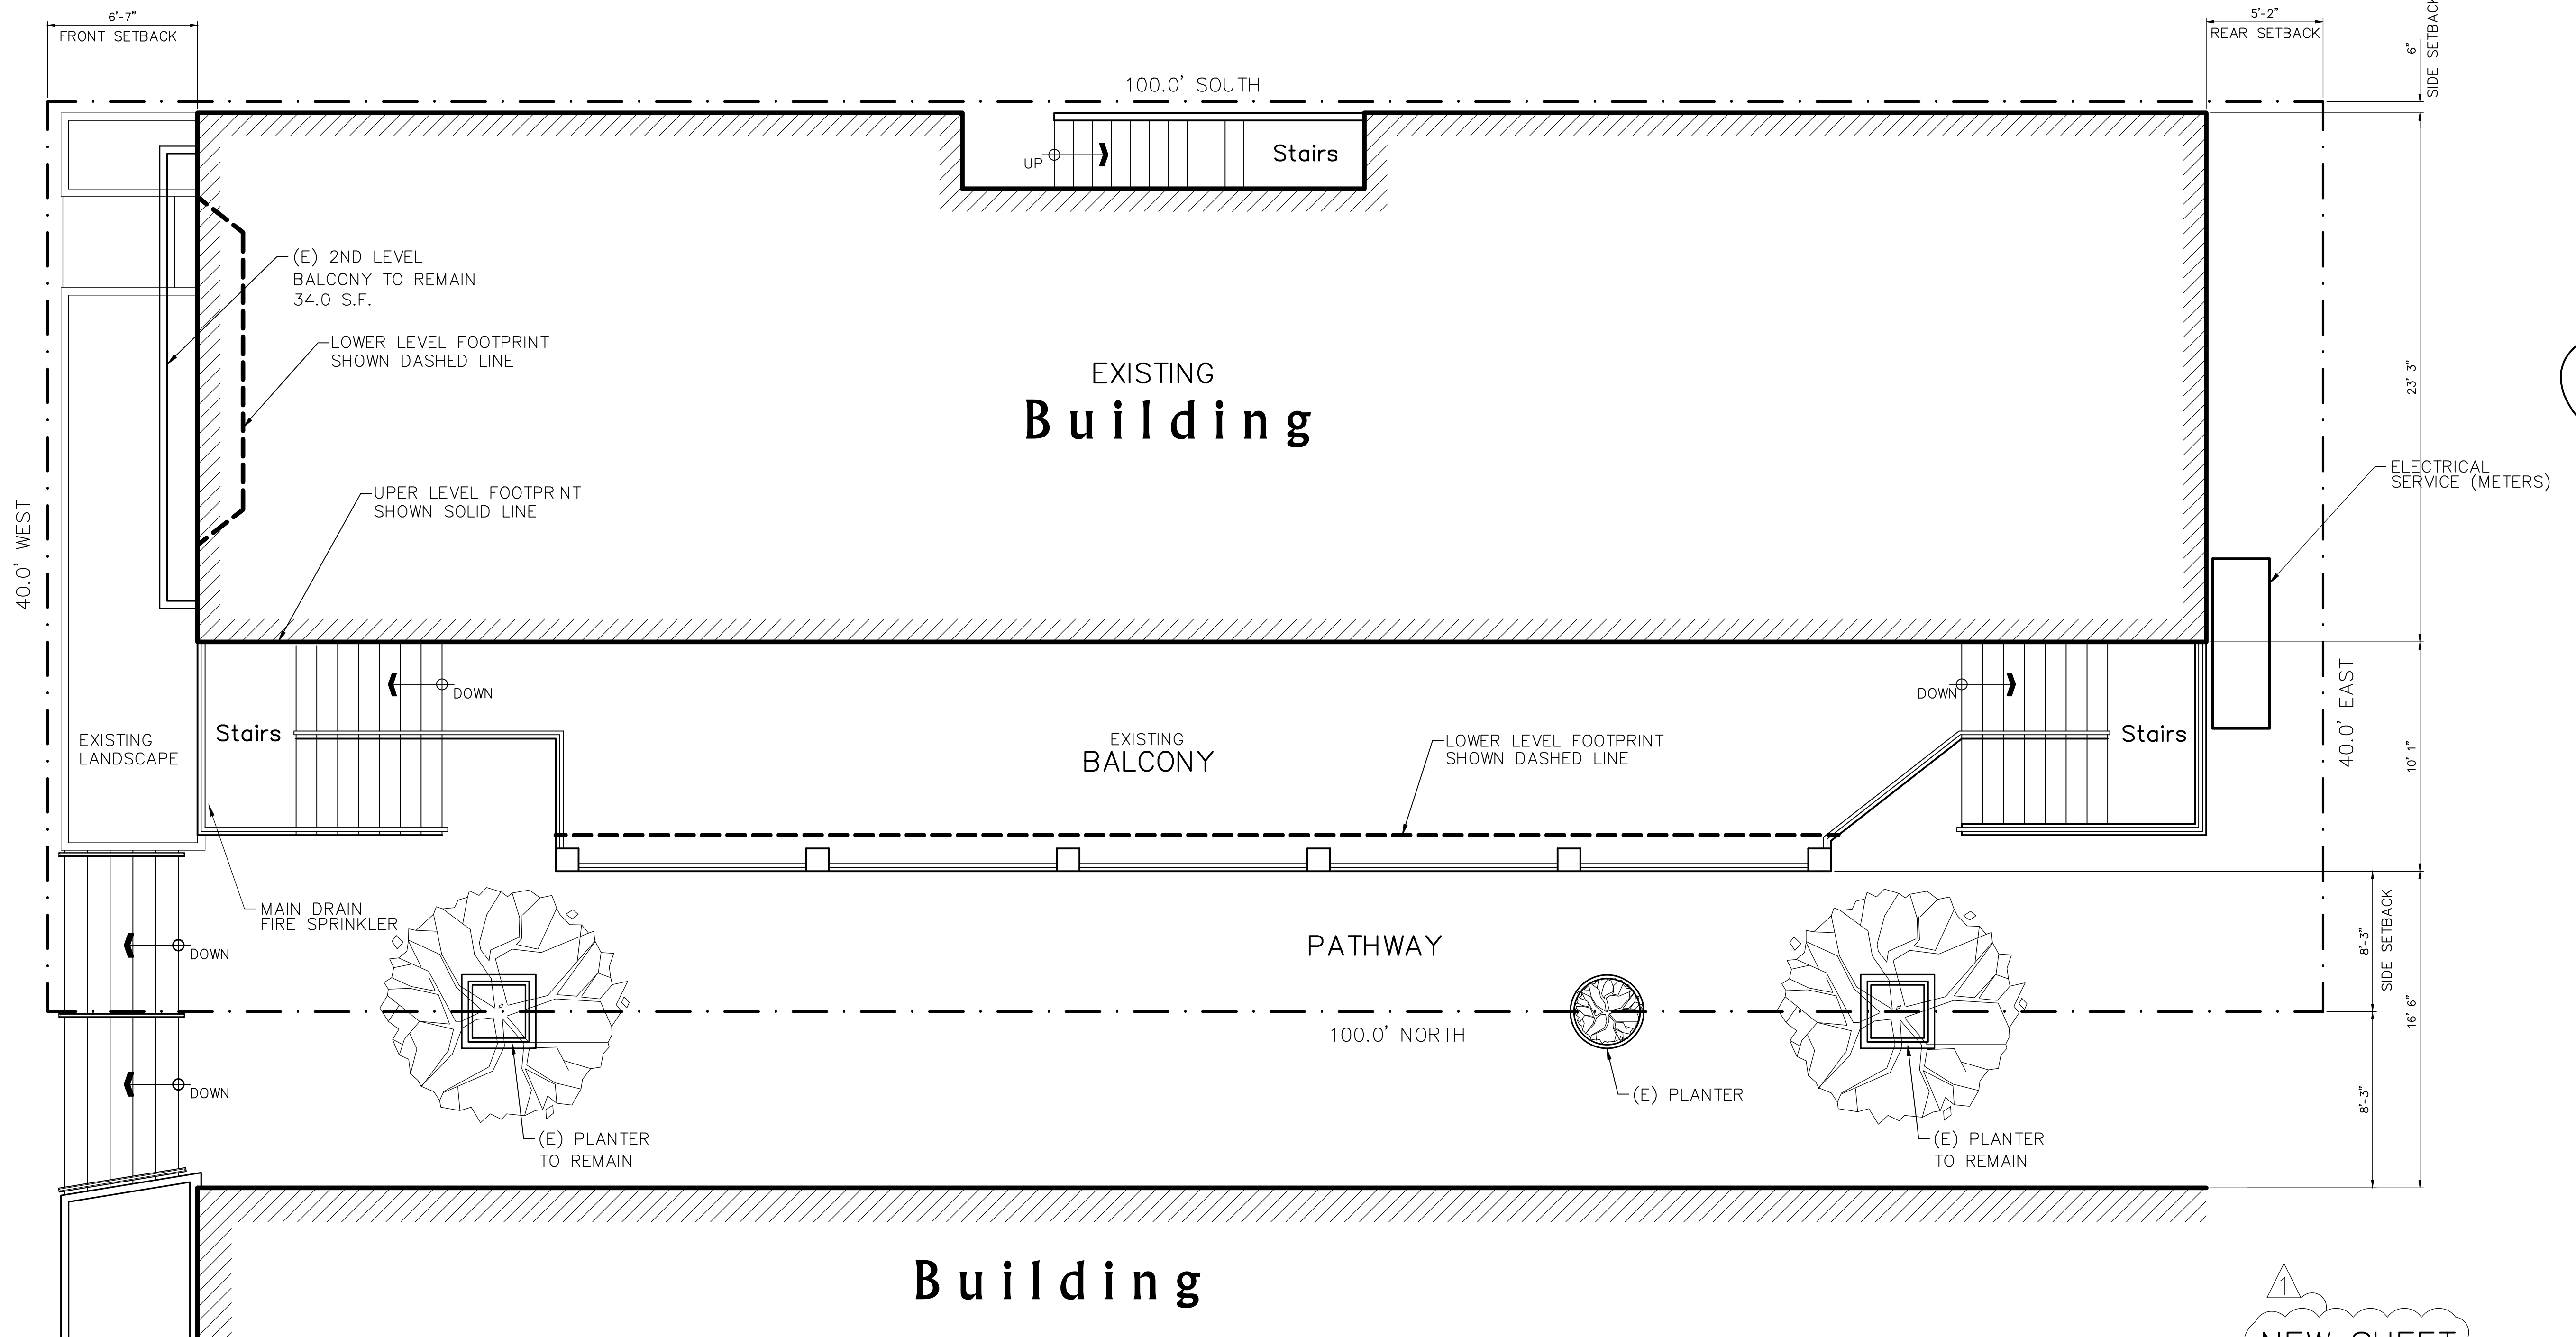 6'-7"
FRONT SETBACK
5'-2"
REAR SETBACK
6"
SIDE SETBACK
100.0' SOUTH
UP
Stairs
(E) 2ND LEVEL
BALCONY TO REMAIN
34.0 S.F.
LOWER LEVEL FOOTPRINT
SHOWN DASHED LINE
EXISTING
Building
23'-3"
ELECTRICAL
SERVICE (METERS)
UPER LEVEL FOOTPRINT
SHOWN SOLID LINE
40.0' WEST
DOWN
DOWN
EXISTING
LANDSCAPE
Stairs
EXISTING
BALCONY
LOWER LEVEL FOOTPRINT
SHOWN DASHED LINE
Stairs
40.0' EAST
10'-1"
MAIN DRAIN
FIRE SPRINKLER
DOWN
PATHWAY
8'-3"
SIDE SETBACK
16'-6"
100.0' NORTH
DOWN
(E) PLANTER
TO REMAIN
(E) PLANTER
(E) PLANTER
TO REMAIN
8'-3"
Building
1
NEW SHEET